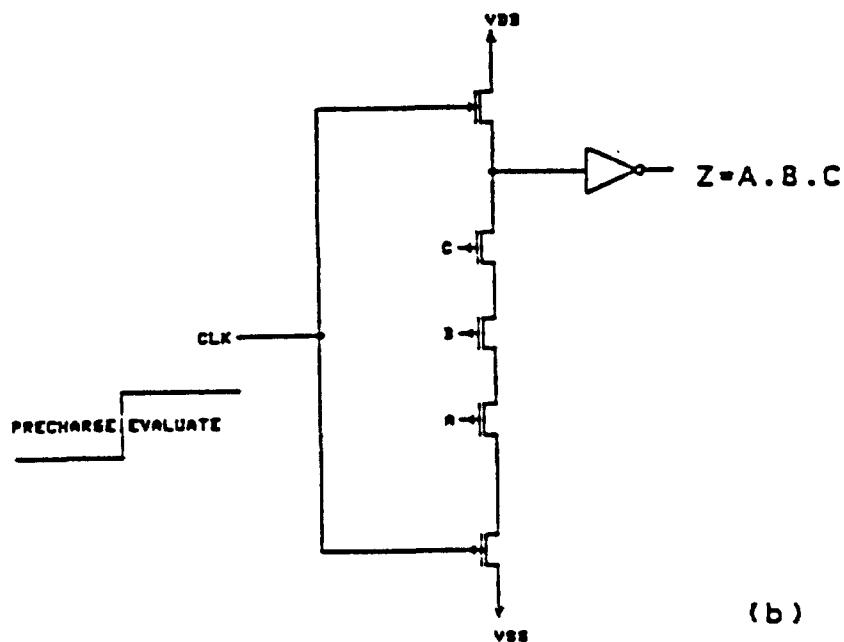 VDD
Z=A.B.C
C
B
CLK
A
PRECHARGE EVALUATE
VSS
(b)